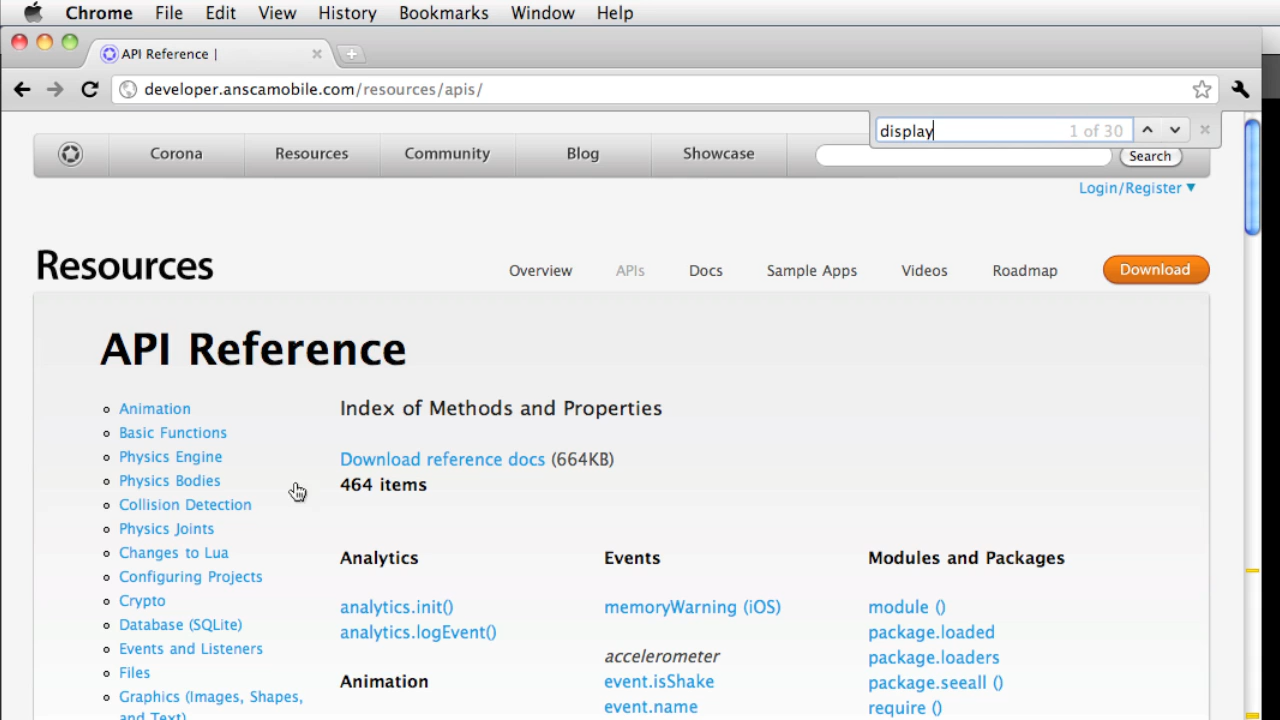 Chrome File Edit View History Bookmarks Window Help
API Reference |
developer.anscamobile.com/resources/apis/
display 1 of 30
Corona Resources Community Blog Showcase Search
Login/Register ▼
Resources
Overview APIs Docs Sample Apps Videos Roadmap Download
API Reference
Animation
Basic Functions
Physics Engine
Physics Bodies
Collision Detection
Physics Joints
Changes to Lua
Configuring Projects
Crypto
Database (SQLite)
Events and Listeners
Files
Graphics (Images, Shapes,
and Text)
Index of Methods and Properties
Download reference docs (664KB)
464 items
Analytics
analytics.init()
analytics.logEvent()
Animation
Events
memoryWarning (iOS)
accelerometer
event.isShake
event.name
Modules and Packages
module ()
package.loaded
package.loaders
package.seeall ()
require ()